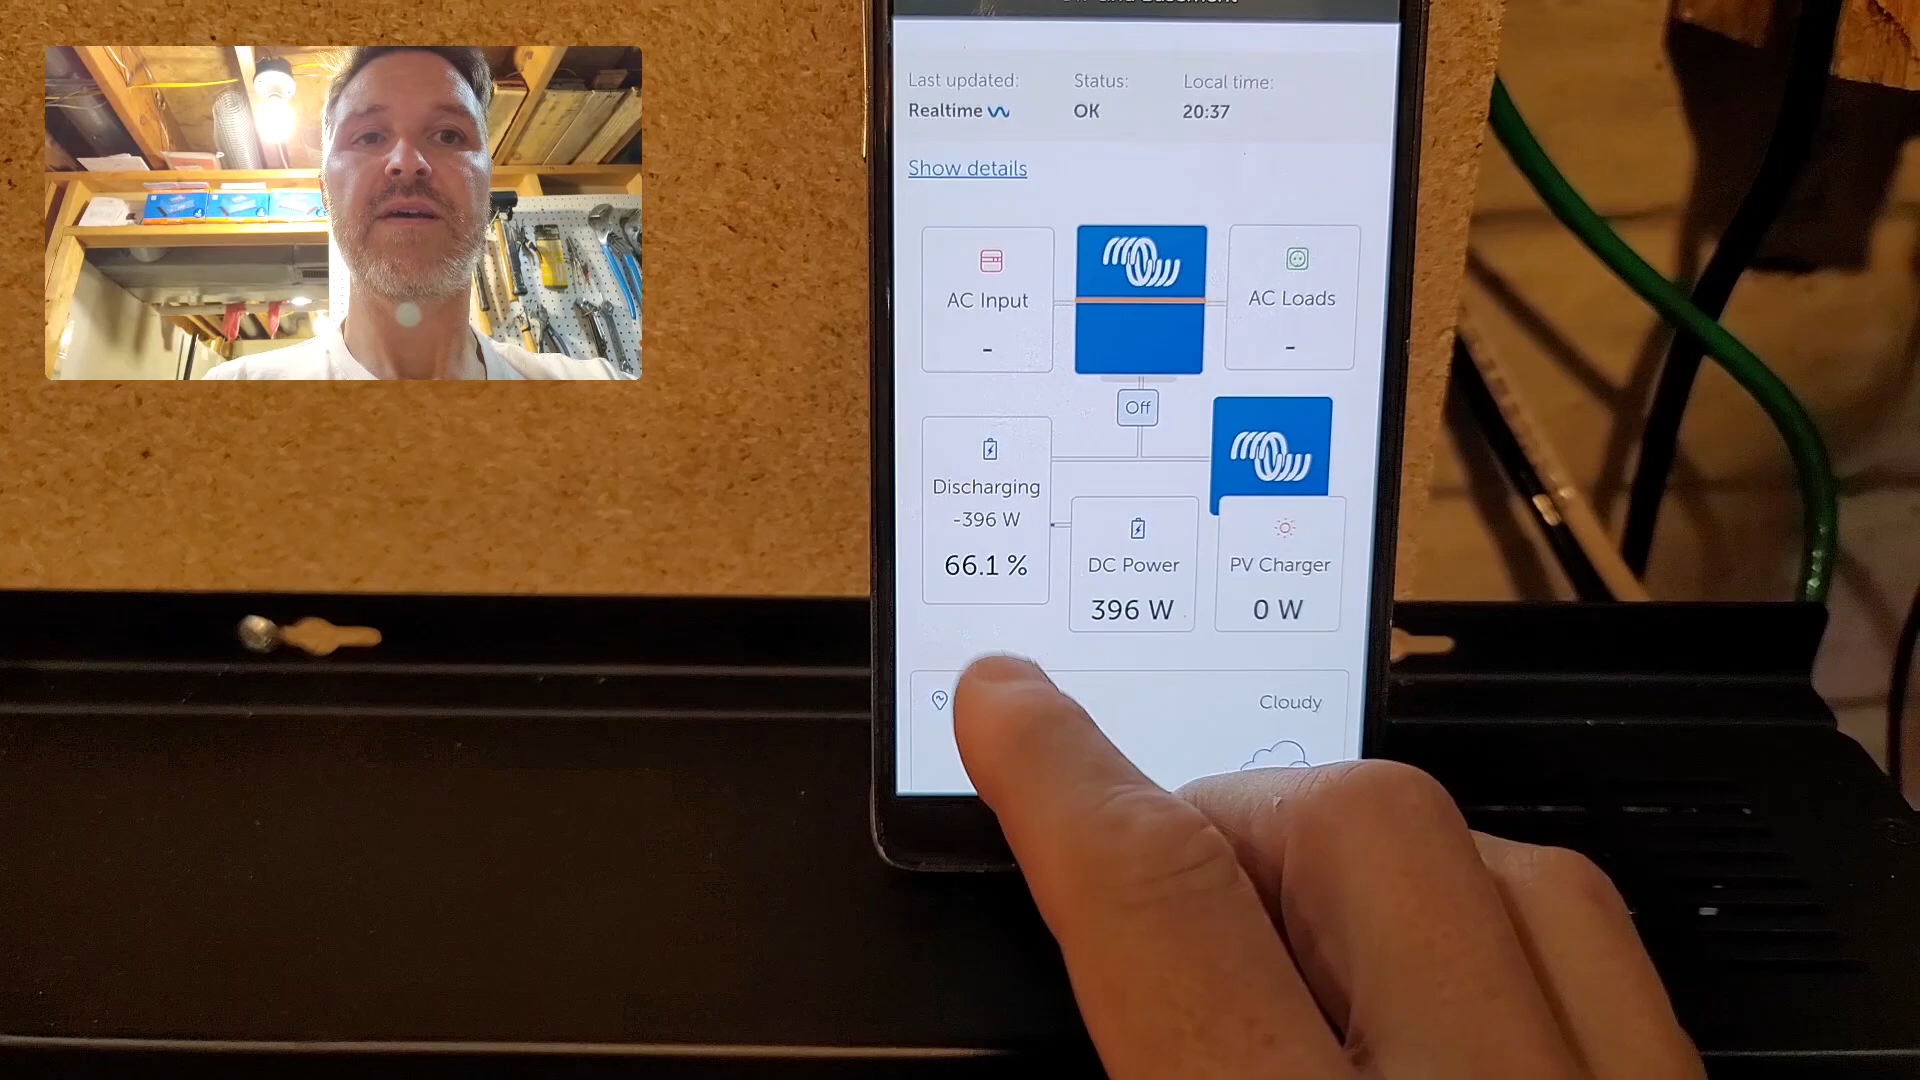 Basement
Last updated:
Realtime
Status:
OK
Local time:
20:37
Show details
AC Input
-
AC Loads
-
Off
Discharging
-396 W
66.1 %
DC Power
396 W
PV Charger
0 W
Cloudy